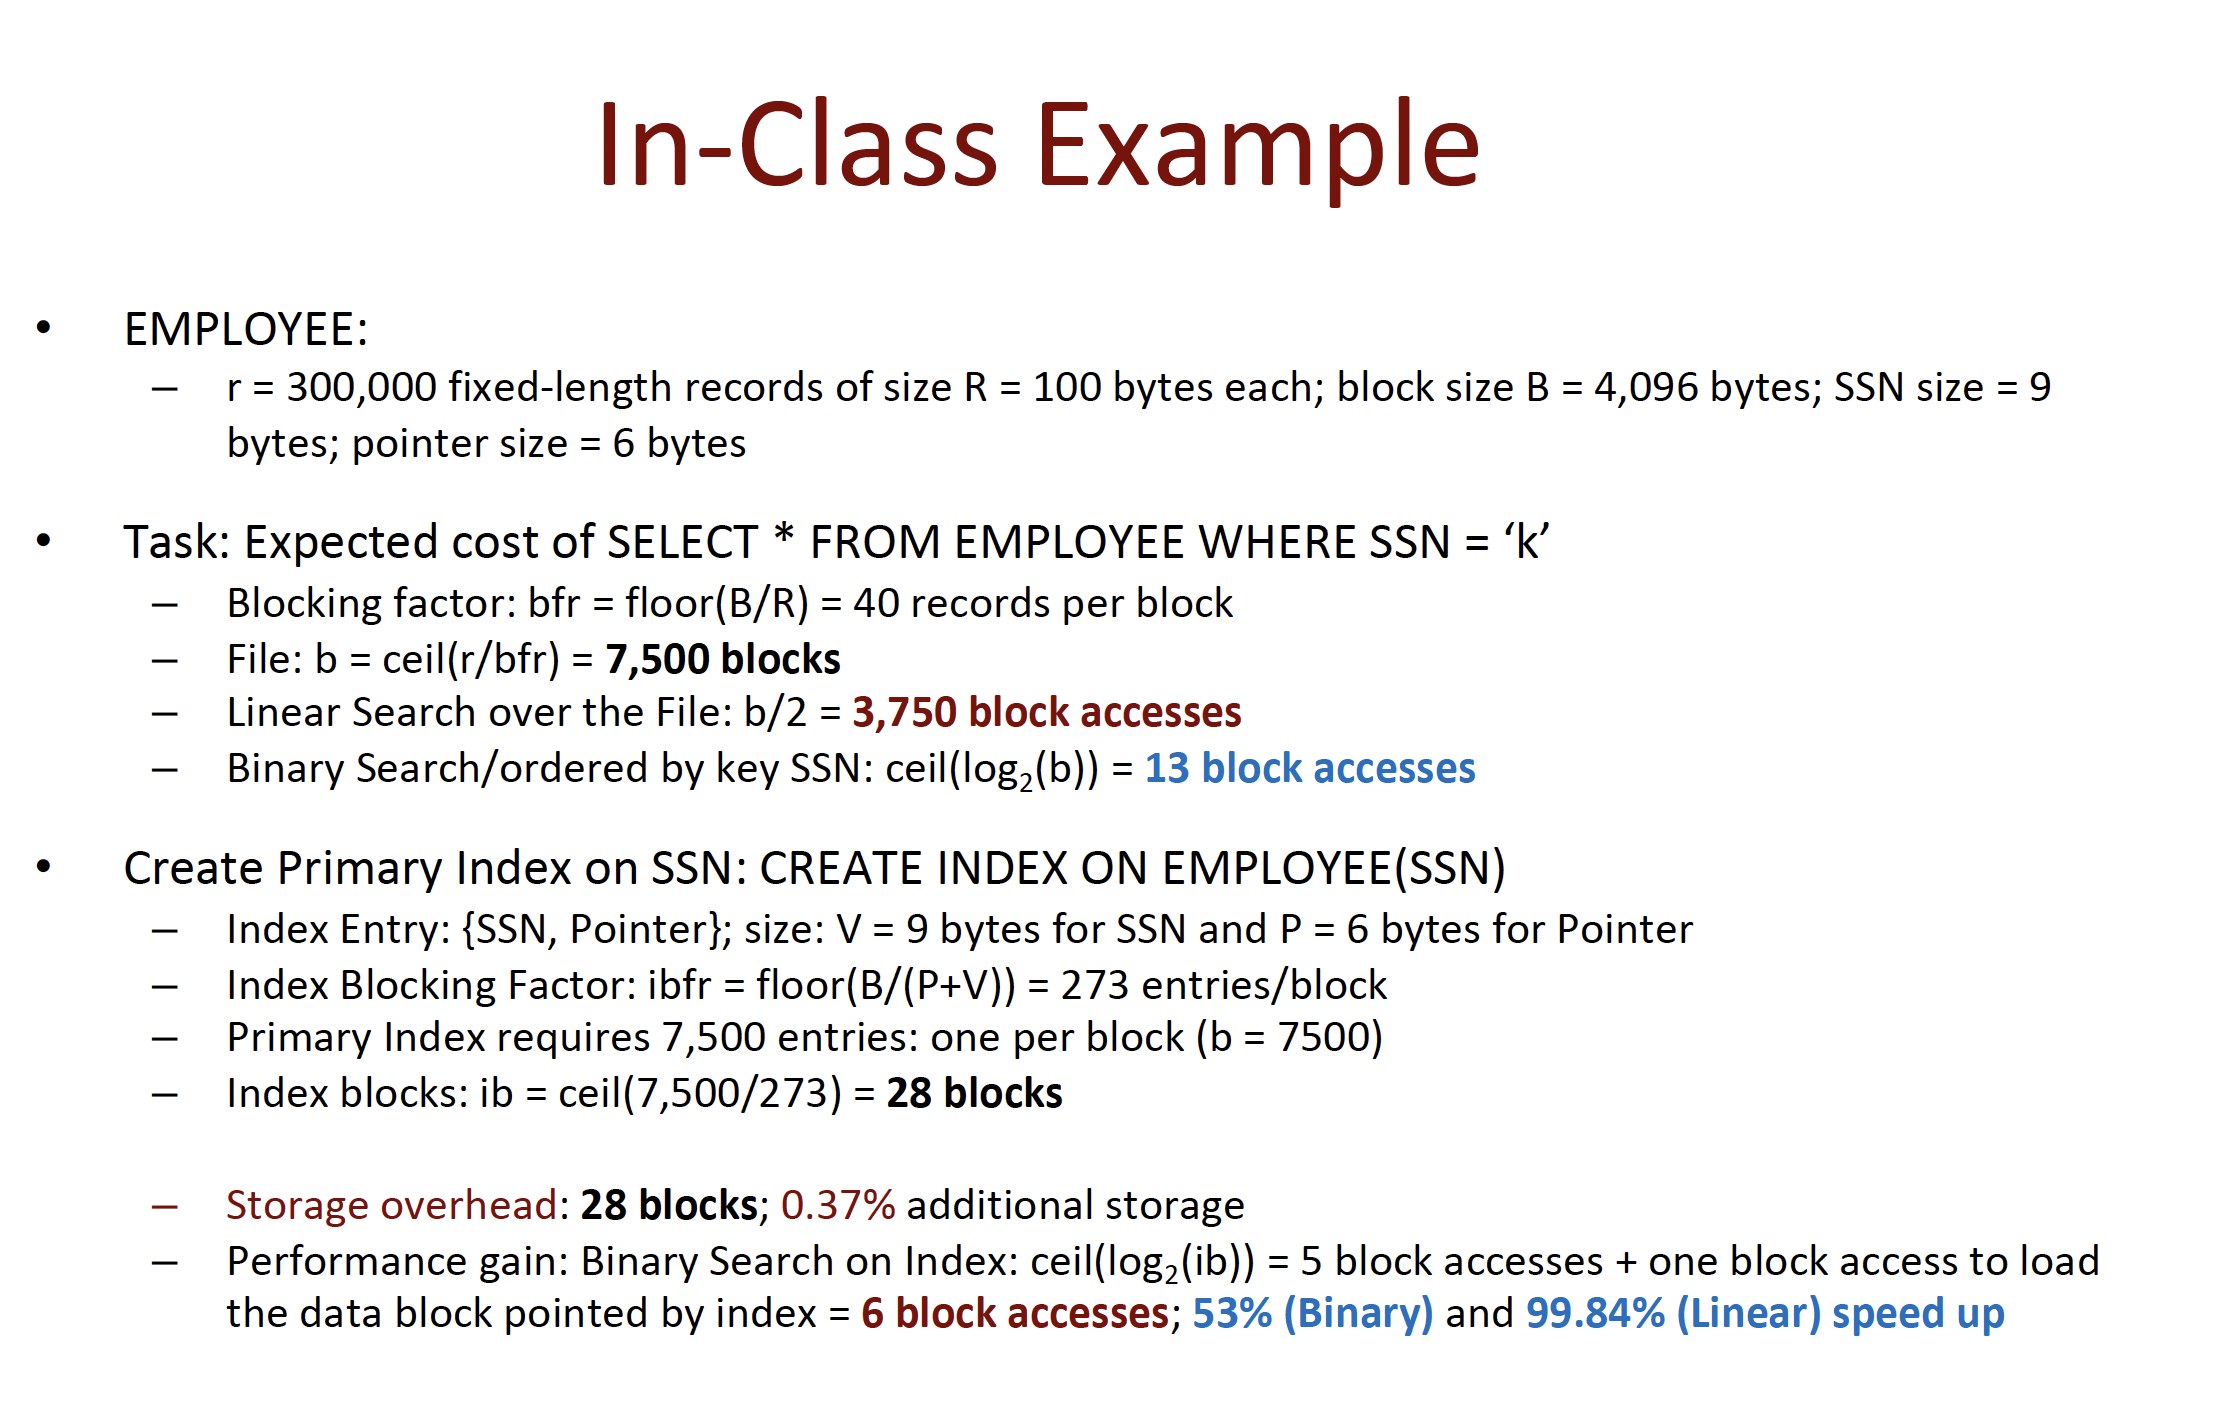 In-Class Example
• EMPLOYEE:
– r = 300,000 fixed-length records of size R = 100 bytes each; block size B = 4,096 bytes; SSN size = 9
bytes; pointer size = 6 bytes
• Task: Expected cost of SELECT * FROM EMPLOYEE WHERE SSN = ‘k’
– Blocking factor: bfr = floor(B/R) = 40 records per block
– File: b = ceil(r/bfr) = 7,500 blocks
– Linear Search over the File: b/2 = 3,750 block accesses
– Binary Search/ordered by key SSN: ceil(log₂(b)) = 13 block accesses
• Create Primary Index on SSN: CREATE INDEX ON EMPLOYEE(SSN)
– Index Entry: {SSN, Pointer}; size: V = 9 bytes for SSN and P = 6 bytes for Pointer
– Index Blocking Factor: ibfr = floor(B/(P+V)) = 273 entries/block
– Primary Index requires 7,500 entries: one per block (b = 7500)
– Index blocks: ib = ceil(7,500/273) = 28 blocks
– Storage overhead: 28 blocks; 0.37% additional storage
– Performance gain: Binary Search on Index: ceil(log₂(ib)) = 5 block accesses + one block access to load
the data block pointed by index = 6 block accesses; 53% (Binary) and 99.84% (Linear) speed up